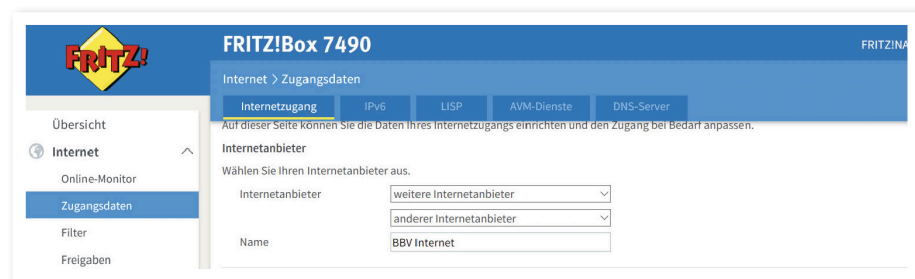 FRITZ!
FRITZ!Box 7490
FRITZ!NA
Internet > Zugangsdaten
Internetzugang IPv6 LISP AVM-Dienste DNS-Server
Übersicht
Internet
Online-Monitor
Zugangsdaten
Filter
Freigaben
Auf dieser Seite können Sie die Daten Ihres Internetzugangs einrichten und den Zugang bei Bedarf anpassen.
Internetanbieter
Wählen Sie Ihren Internetanbieter aus.
Internetanbieter weitere Internetanbieter
anderer Internetanbieter
Name BBV Internet